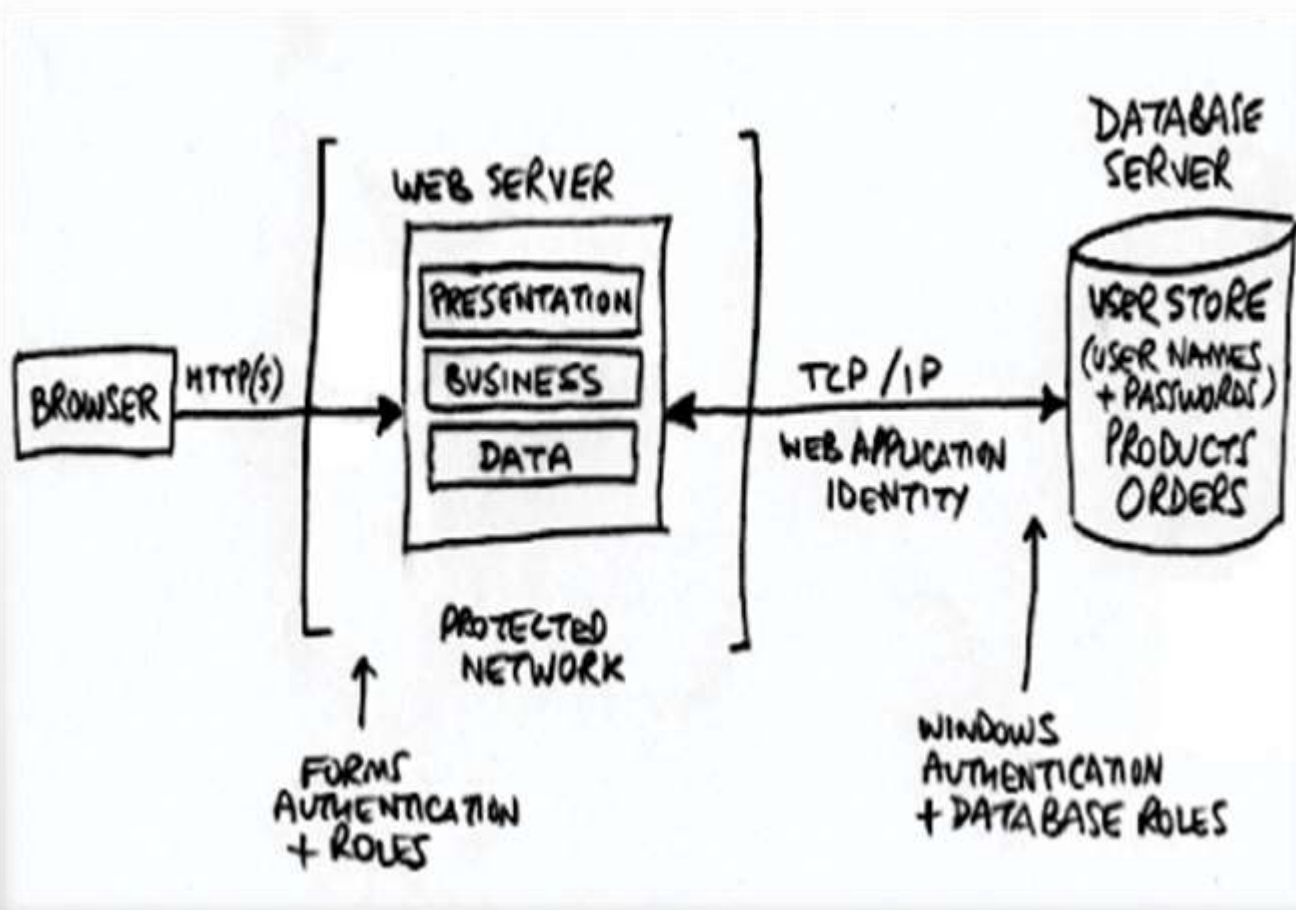 DATABASE
SERVER
WEB SERVER
PRESENTATION
BUSINESS
DATA
BROWSER
HTTP(S)
TCP/IP
WEB APPLICATION
IDENTITY
USER STORE
(USER NAMES
+ PASSWORDS)
PRODUCTS
ORDERS
PROTECTED
NETWORK
FORMS
AUTHENTICATION
+ ROLES
WINDOWS
AUTHENTICATION
+ DATABASE ROLES